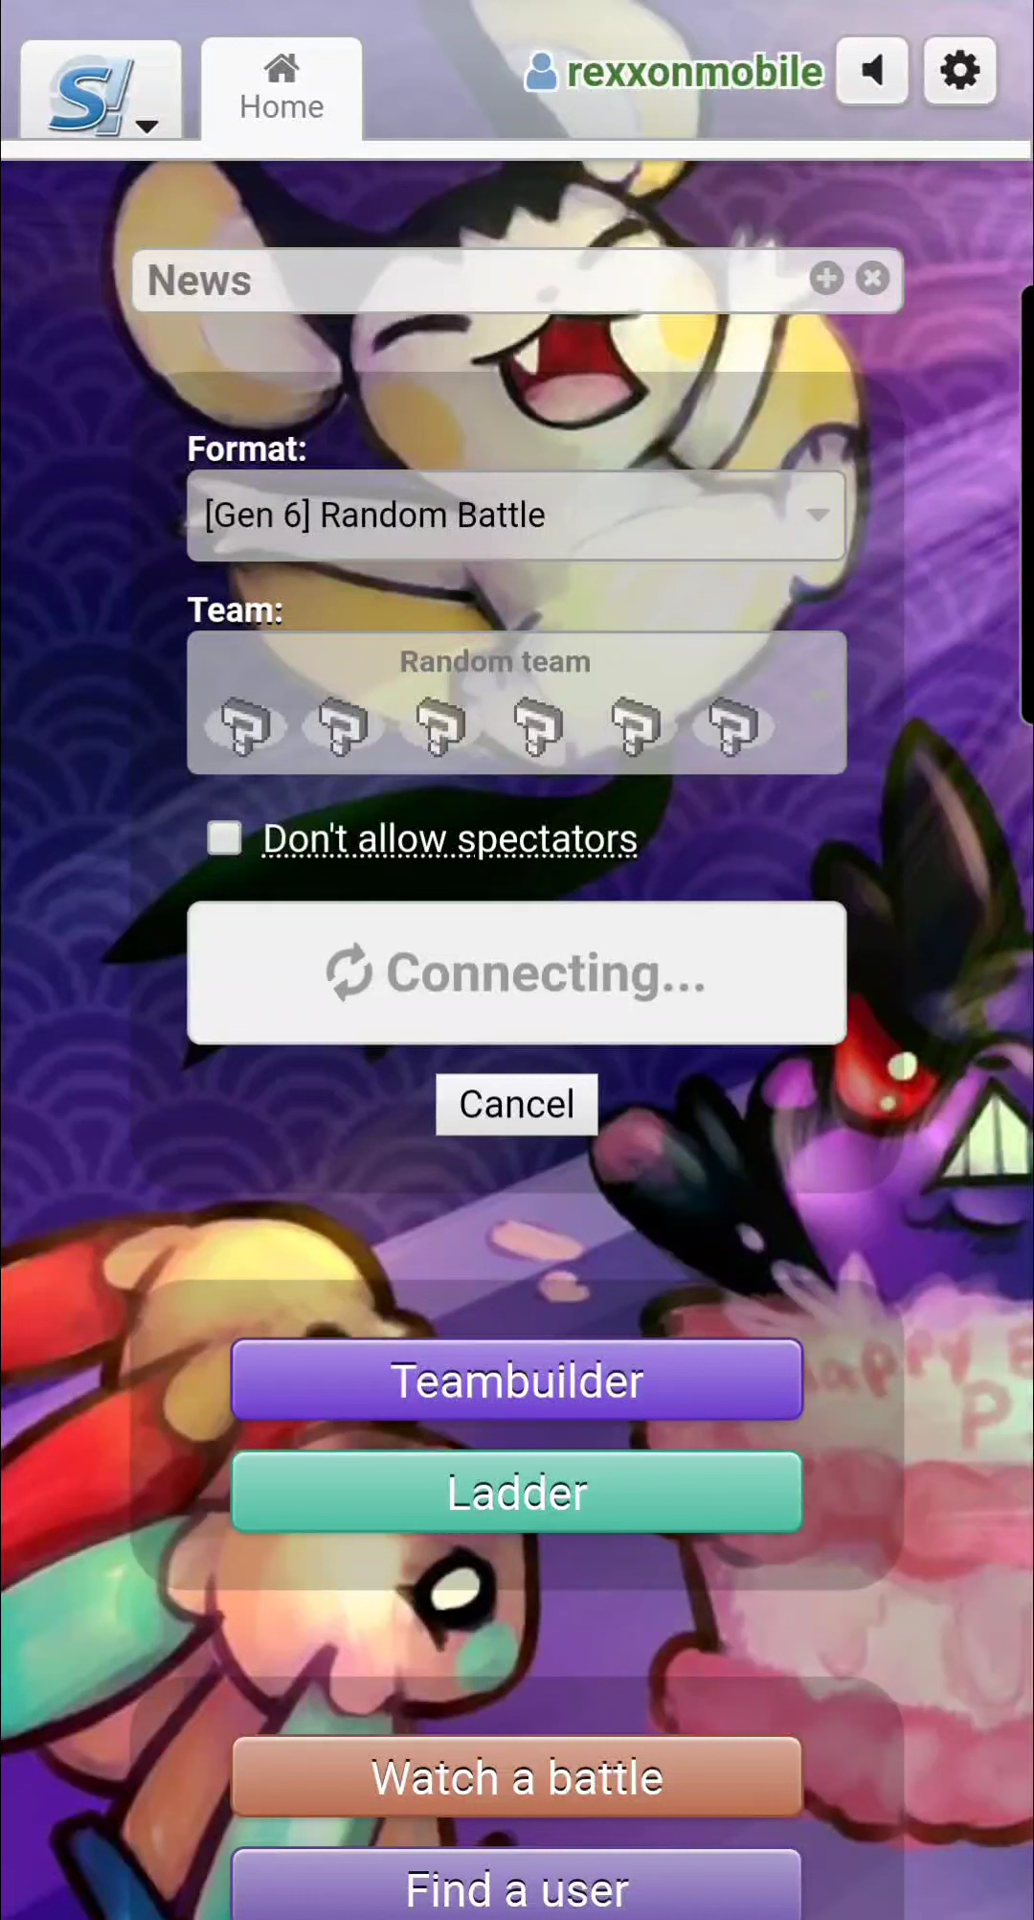 S!
Home
rexxonmobile
News
Format:
[Gen 6] Random Battle
Team:
Random team
? ? ? ? ? ?
Don't allow spectators
Connecting...
Cancel
Happy
P
Teambuilder
Ladder
Watch a battle
Find a user